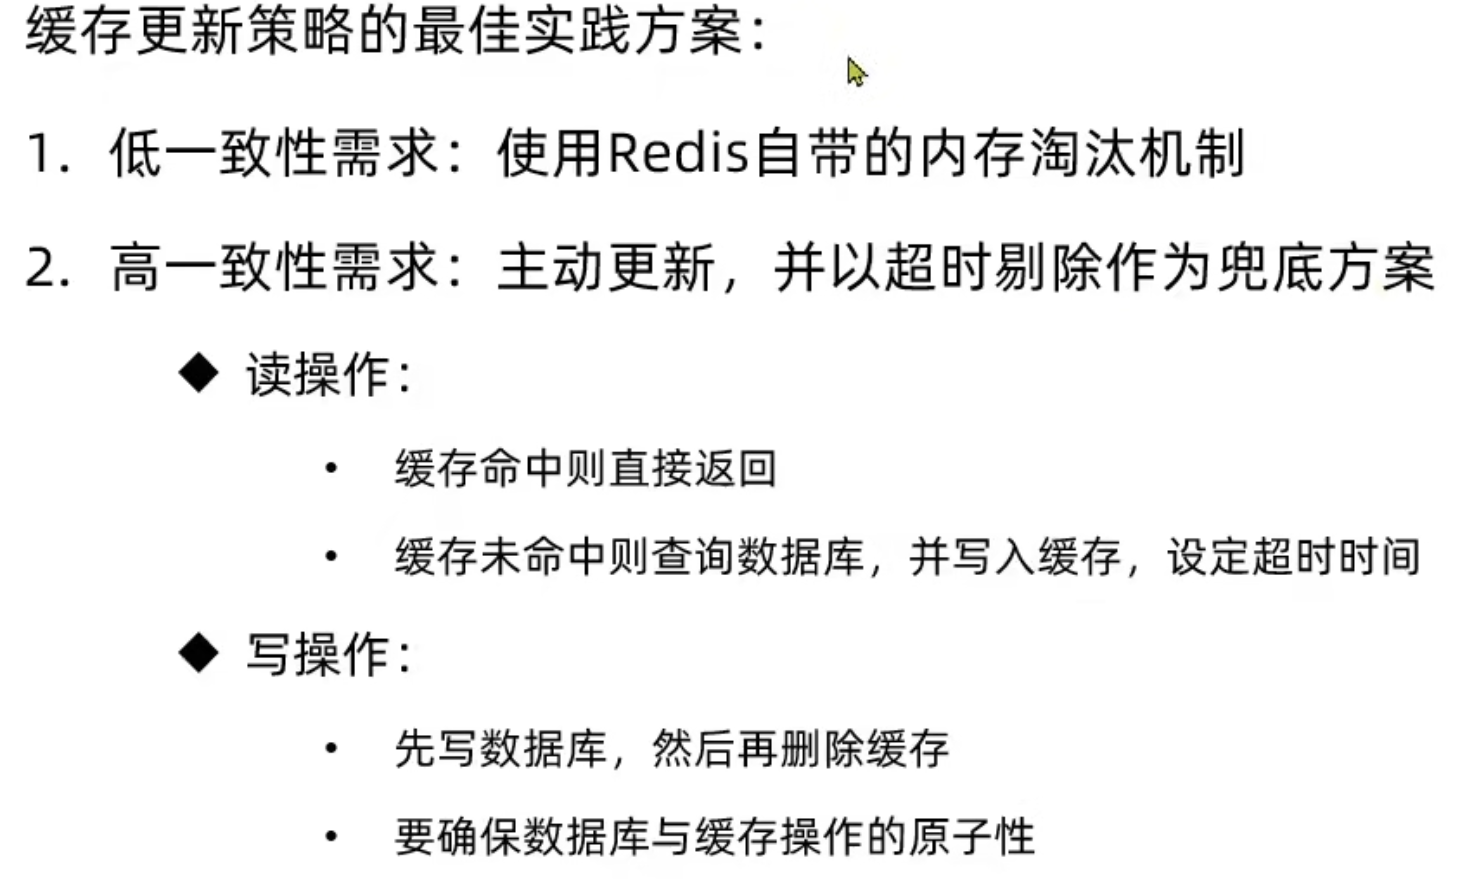 缓存更新策略的最佳实践方案：
1. 低一致性需求：使用Redis自带的内存淘汰机制
2. 高一致性需求：主动更新，并以超时剔除作为兜底方案
◆ 读操作：
• 缓存命中则直接返回
• 缓存未命中则查询数据库，并写入缓存，设定超时时间
◆ 写操作：
• 先写数据库，然后再删除缓存
• 要确保数据库与缓存操作的原子性